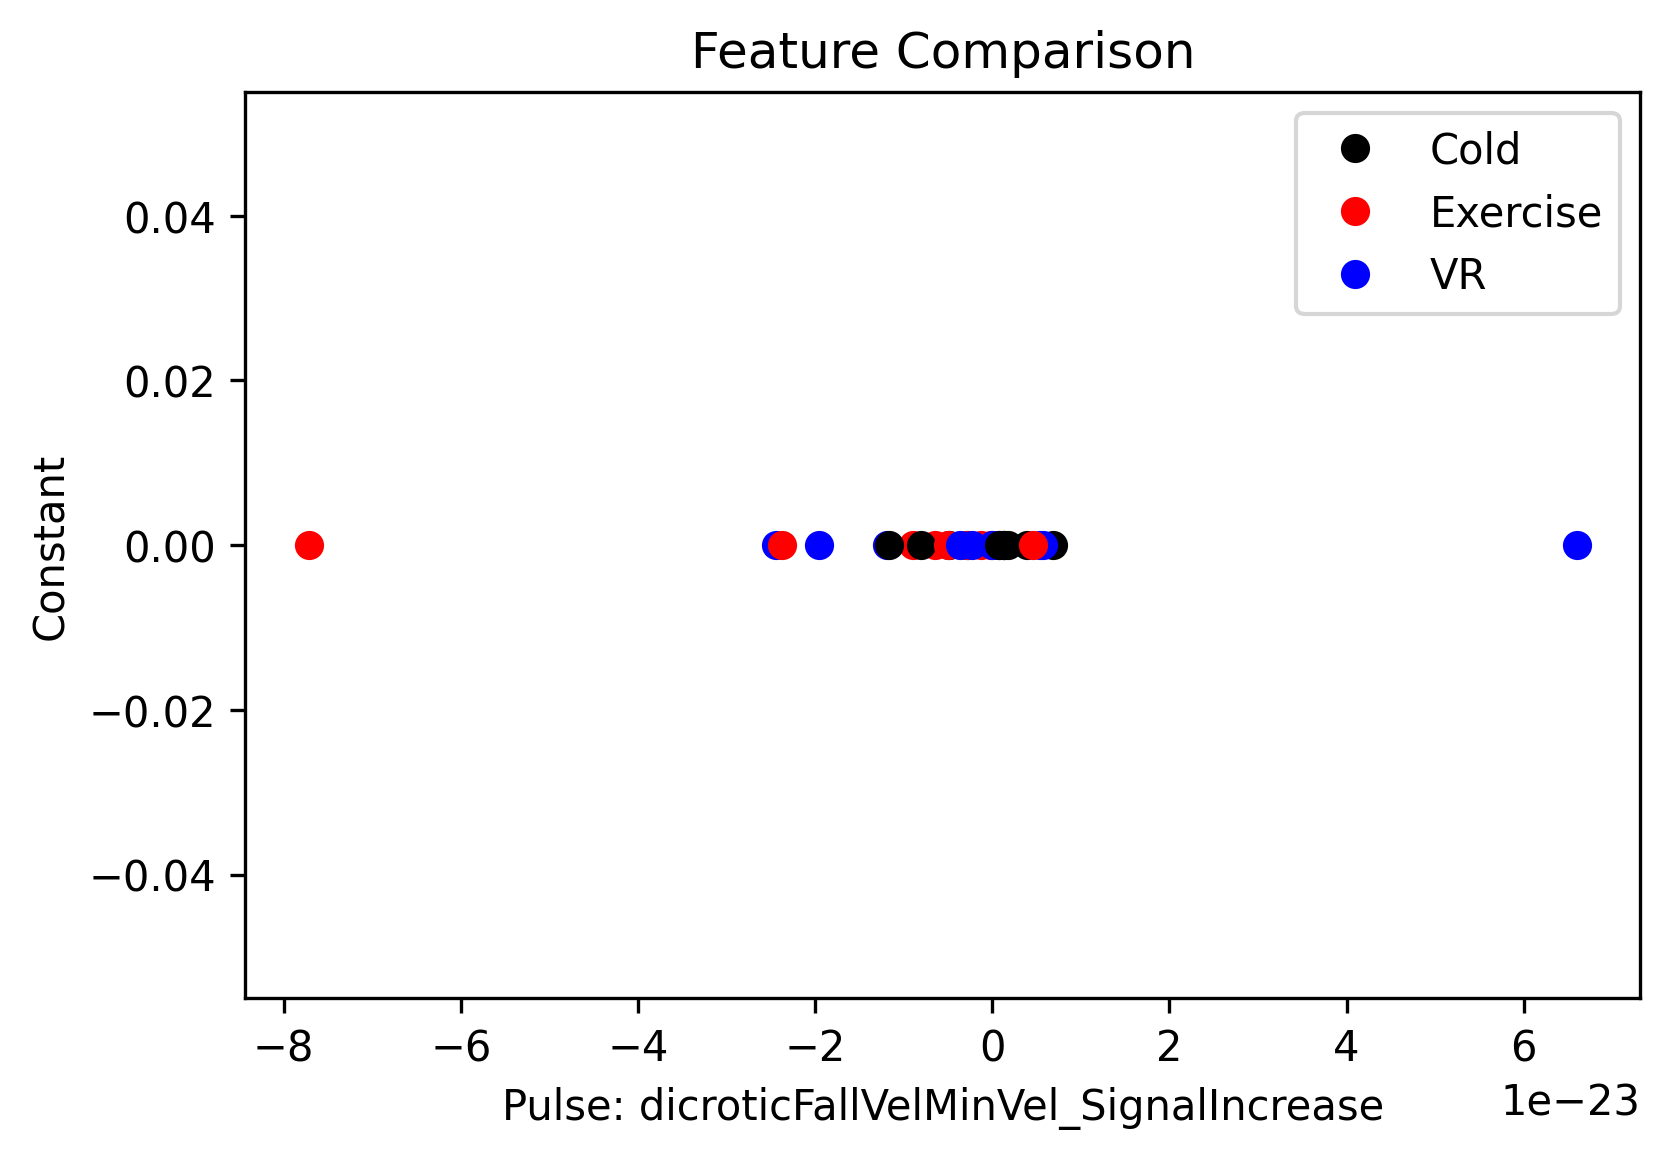 Feature Comparison
Cold
Exercise
VR
Constant
0.04
0.02
0.00
−0.02
−0.04
−8 −6 −4 −2 0 2 4 6
1e−23
Pulse: dicroticFallVelMinVel_SignalIncrease